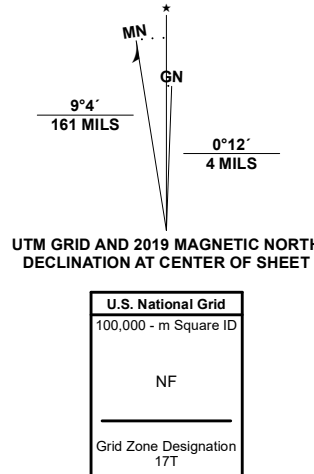 ★
MN
GN
9°4´
161 MILS
0°12´
4 MILS
UTM GRID AND 2019 MAGNETIC NORTH
DECLINATION AT CENTER OF SHEET
U.S. National Grid
100,000 - m Square ID
NF
Grid Zone Designation
17T